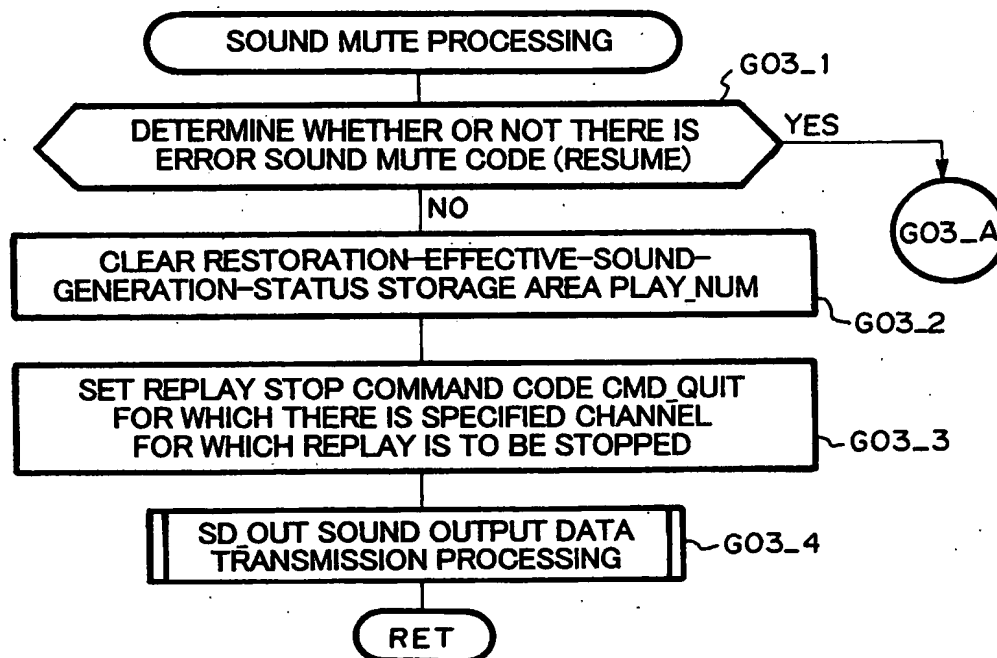 SOUND MUTE PROCESSING
G03_1
DETERMINE WHETHER OR NOT THERE IS
ERROR SOUND MUTE CODE (RESUME)
YES
NO
G03_A
CLEAR RESTORATION-EFFECTIVE-SOUND-
GENERATION-STATUS STORAGE AREA PLAY_NUM
G03_2
SET REPLAY STOP COMMAND CODE CMD_QUIT
FOR WHICH THERE IS SPECIFIED CHANNEL
FOR WHICH REPLAY IS TO BE STOPPED
G03_3
SD_OUT SOUND OUTPUT DATA
TRANSMISSION PROCESSING
G03_4
RET